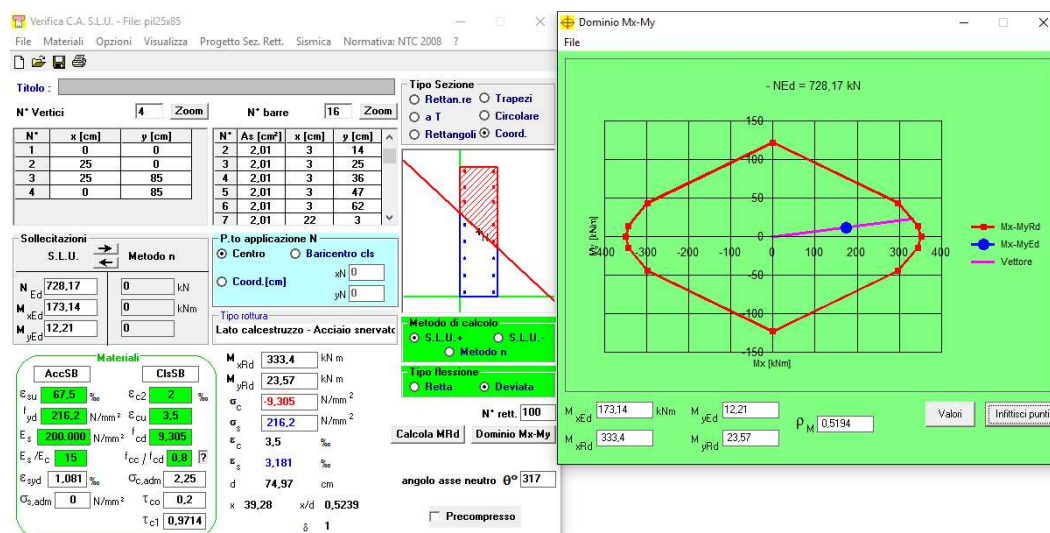 Verifica C.A. S.L.U. - File: pil25x85
File Materiali Opzioni Visualizza Progetto Sez. Rett. Sismica Normativa: NTC 2008 ?
Titolo :
N° Vertici 4 Zoom N° barre 16 Zoom
N° x [cm] y [cm]
1 0 0
2 25 0
3 25 85
4 0 85
N° As [cm²] x [cm] y [cm]
2 2,01 3 14
3 2,01 3 25
4 2,01 3 36
5 2,01 3 47
6 2,01 3 62
7 2,01 22 3
Tipo Sezione
Rettan.re Trapezi
a T Circolare
Rettangoli Coord.
Sollecitazioni
S.L.U. Metodo n
N Ed 728,17 0 kN
M xEd 173,14 0 kNm
M yEd 12,21 0
P.to applicazione N
Centro Baricentro cls
Coord.[cm] xN 0
yN 0
Tipo rottura
Lato calcestruzzo - Acciaio snervato
N
Metodo di calcolo
S.L.U.+ S.L.U.-
Metodo n
Tipo flessione
Retta Deviata
N° rett. 100
Calcola MRd Dominio Mx-My
angolo asse neutro θ° 317
Precompresso
Materiali
AccSB ClsSB
εsu 67,5 ‰ εc2 2 ‰
fyd 216,2 N/mm² εcu 3,5
Es 200.000 N/mm² fcd 9,305
Es /Ec 15 fcc / fcd 0,8 ?
εsyd 1,081 ‰ σc,adm 2,25
σs,adm 0 N/mm² τco 0,2
τc1 0,9714
M xRd 333,4 kN m
M yRd 23,57 kN m
σc -9,305 N/mm²
σs 216,2 N/mm²
εc 3,5 ‰
εs 3,181 ‰
d 74,97 cm
x 39,28 x/d 0,5239
δ 1
Dominio Mx-My
File
- NEd = 728,17 kN
150
100
50
0
-50
-100
-150
-400 -300 -200 -100 0 100 200 300 400
My [kNm]
Mx [kNm]
Mx-MyRd
Mx-MyEd
Vettore
M xEd 173,14 kNm M yEd 12,21
M xRd 333,4 M yRd 23,57
ρ M 0,5194
Valori Infittisci punti